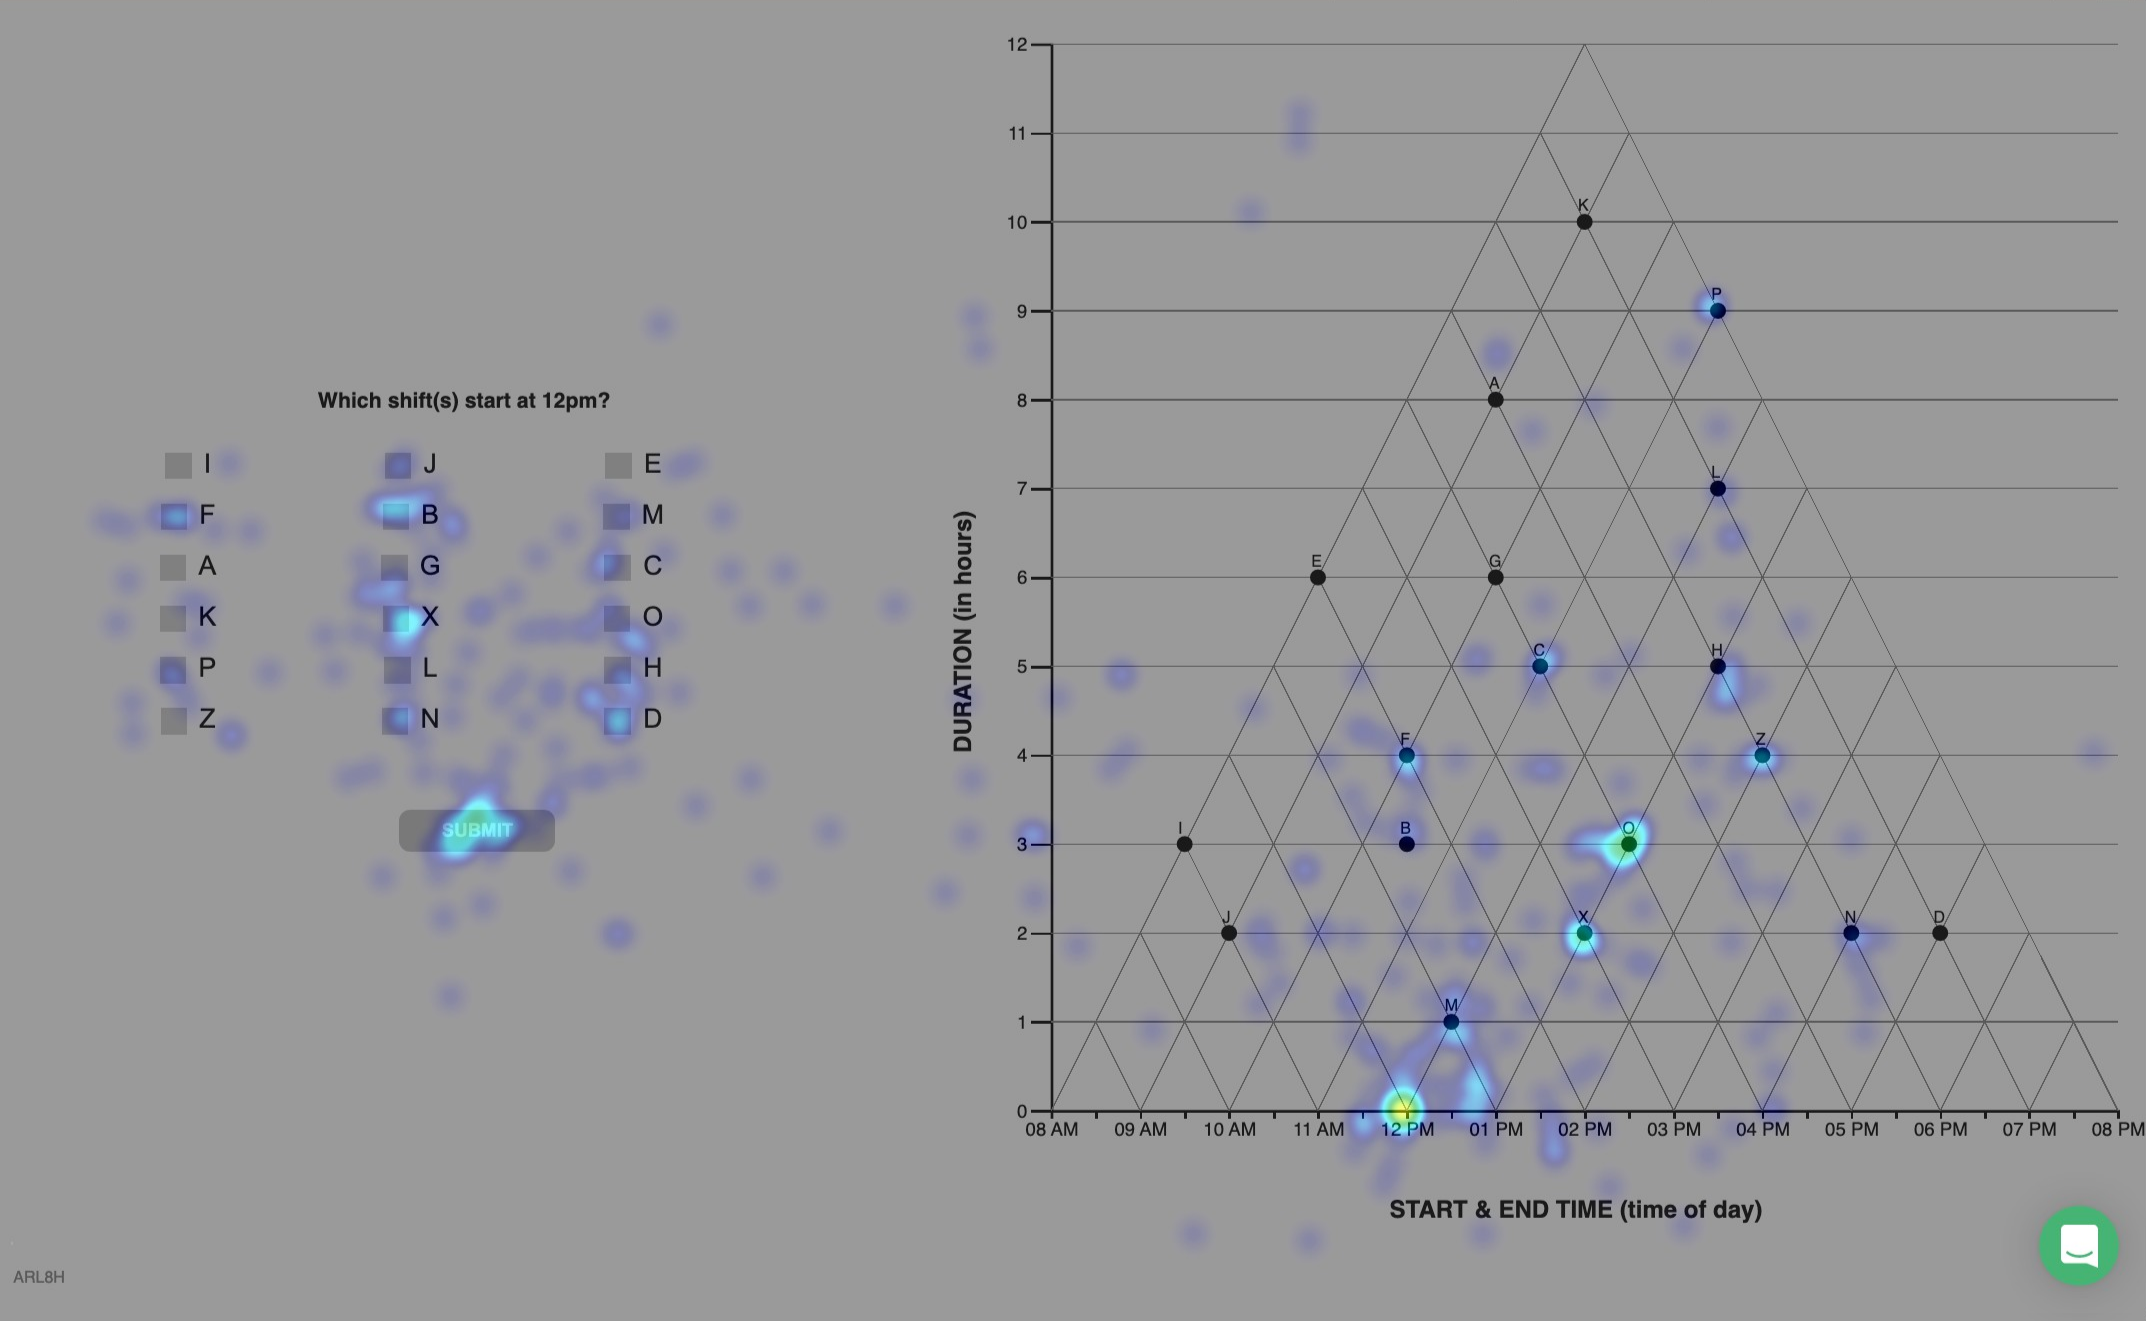 Which shift(s) start at 12pm?
I J E
F B M
A G C
K X O
P L H
Z N D
SUBMIT
ARL8H
12
11
K
10
P
9
A
8
L
7
E G
6
C H
5
F Z
4
I B O
3
J X N D
2
M
1
0
DURATION (in hours)
08 AM 09 AM 10 AM 11 AM 12 PM 01 PM 02 PM 03 PM 04 PM 05 PM 06 PM 07 PM 08 PM
START & END TIME (time of day)